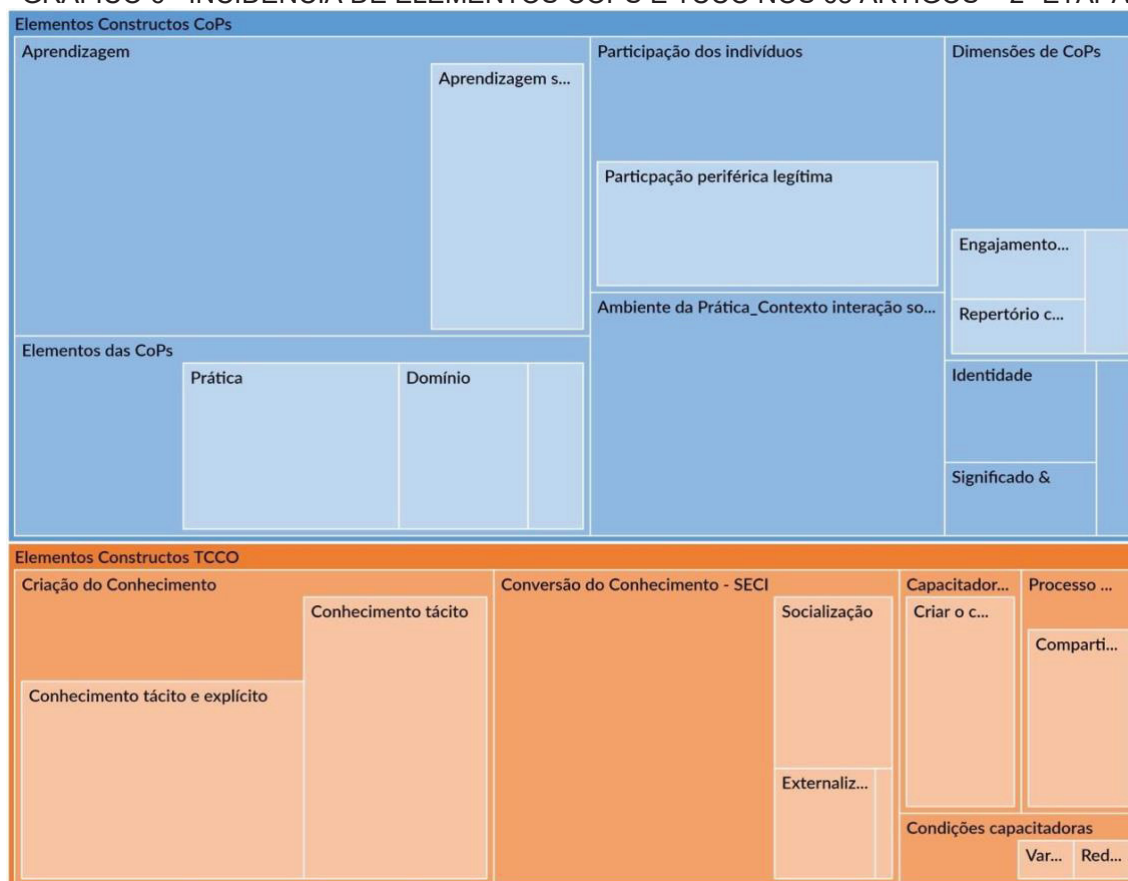 Elementos Constructos CoPs
Aprendizagem
Aprendizagem s...
Participação dos indivíduos
Particpação periférica legítima
Dimensões de CoPs
Engajamento...
Repertório c...
Elementos das CoPs
Prática
Domínio
Ambiente da Prática_Contexto interação so...
Identidade
Significado &
Elementos Constructos TCCO
Criação do Conhecimento
Conhecimento tácito
Conhecimento tácito e explícito
Conversão do Conhecimento - SECI
Socialização
Externaliz...
Capacitador...
Criar o c...
Processo ...
Comparti...
Condições capacitadoras
Var...
Red...